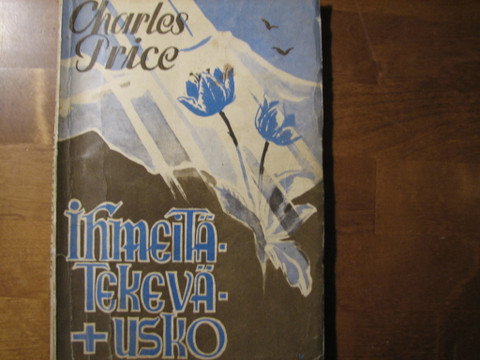 Charles
Price
IHMEITÄ-
TEKEVÄ-
+ USKO